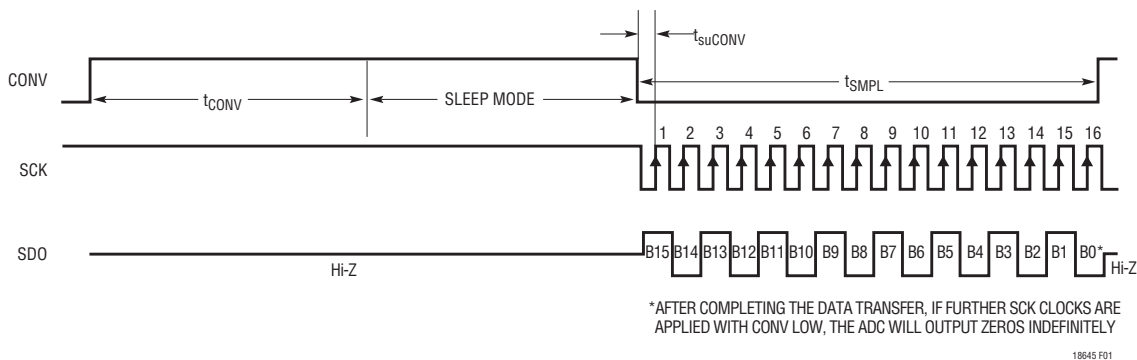 t_suCONV
CONV
t_CONV
SLEEP MODE
t_SMPL
1 2 3 4 5 6 7 8 9 10 11 12 13 14 15 16
SCK
SDO
B15 B14 B13 B12 B11 B10 B9 B8 B7 B6 B5 B4 B3 B2 B1 B0*
Hi-Z
Hi-Z
*AFTER COMPLETING THE DATA TRANSFER, IF FURTHER SCK CLOCKS ARE
APPLIED WITH CONV LOW, THE ADC WILL OUTPUT ZEROS INDEFINITELY
18645 F01